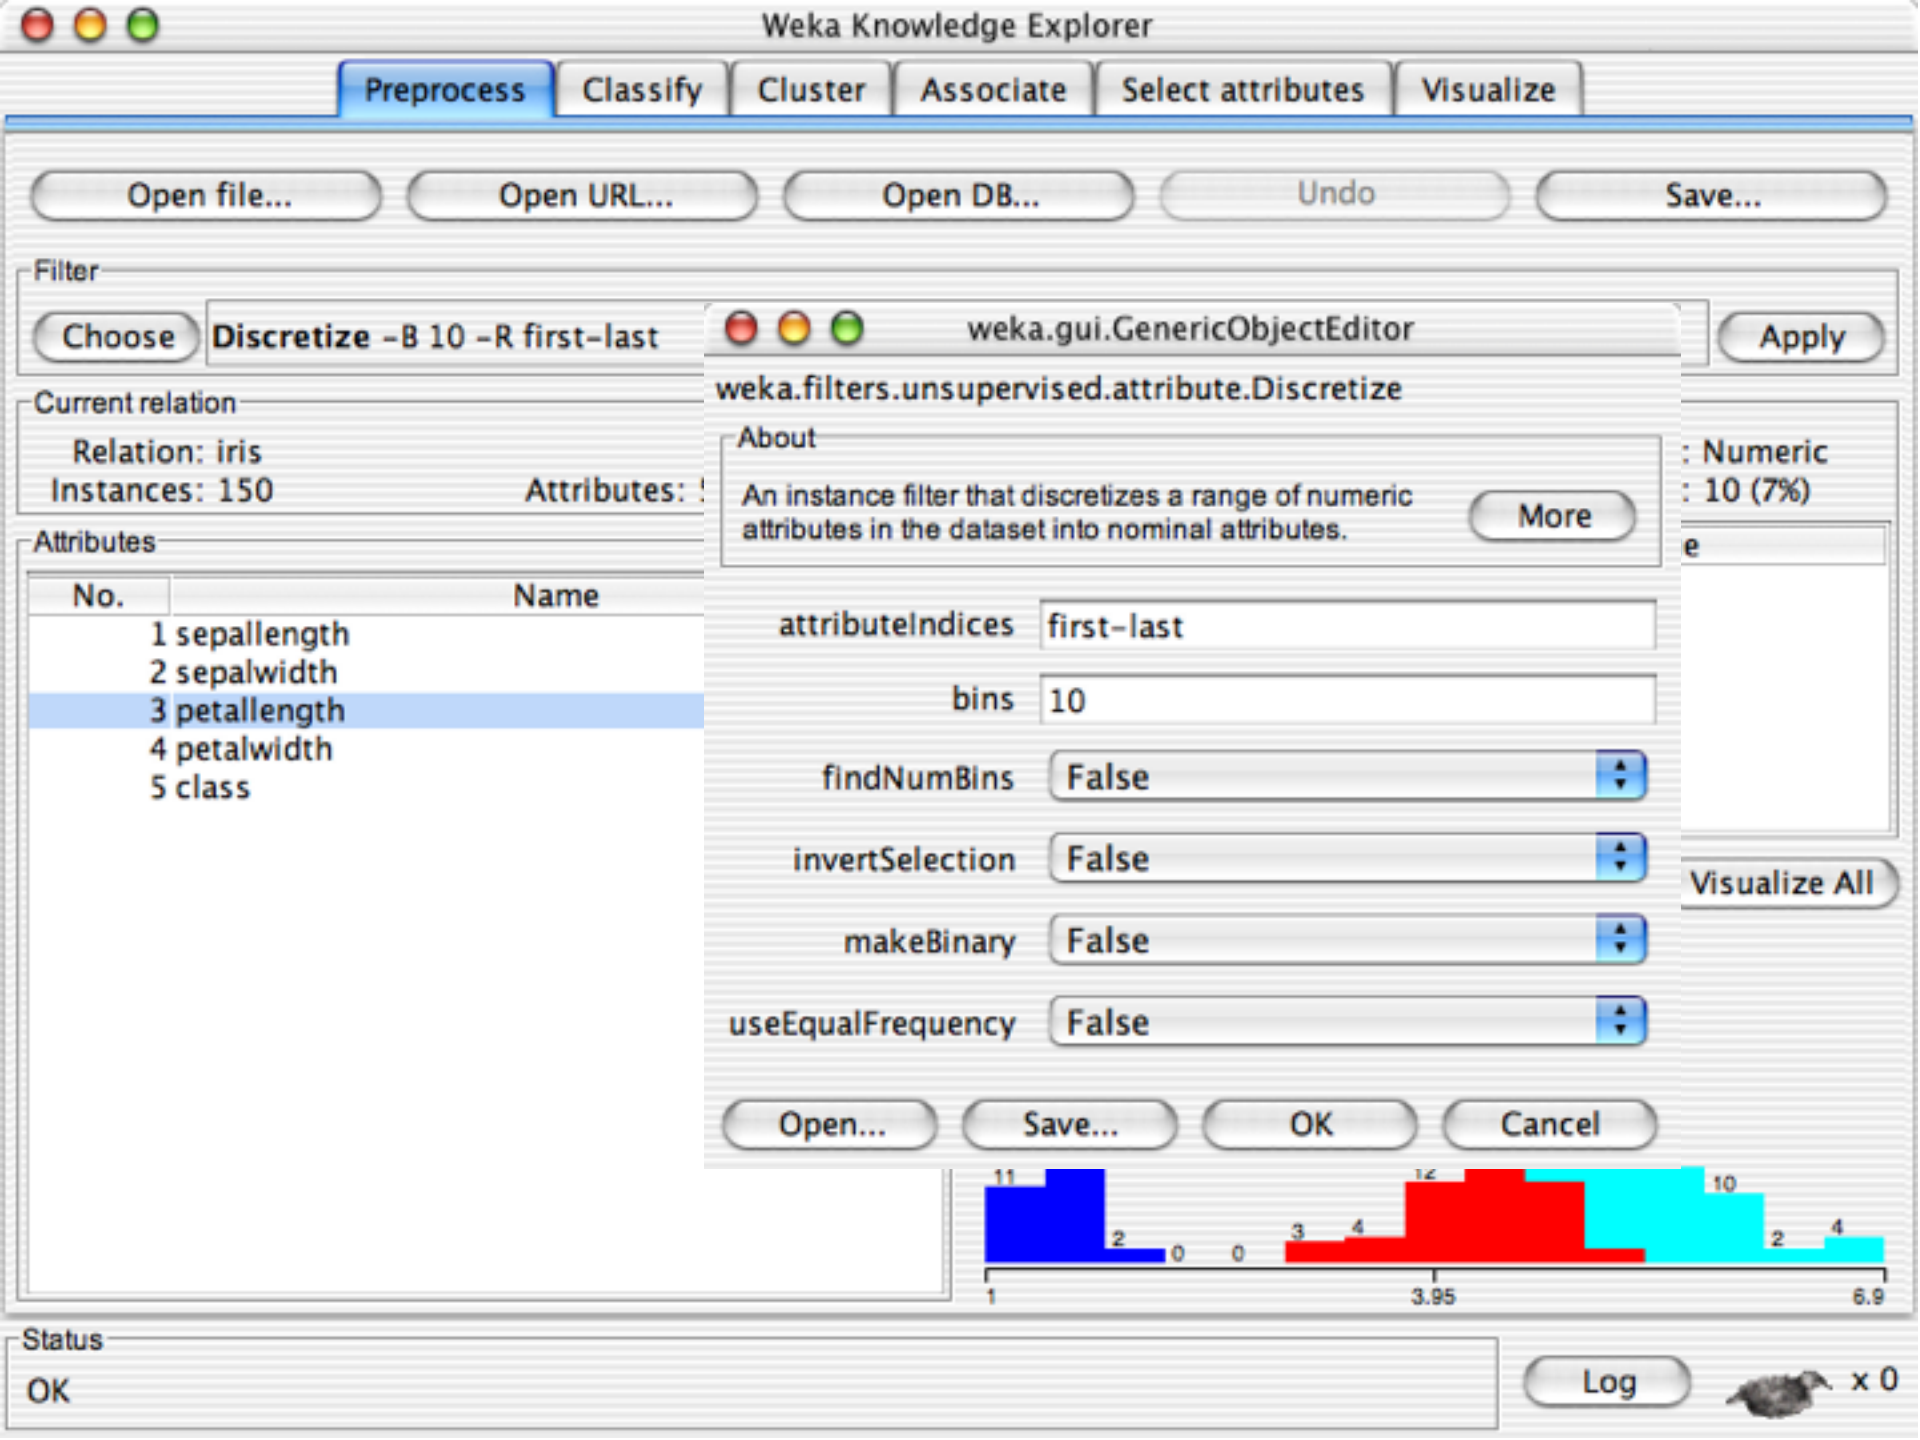 Weka Knowledge Explorer
Preprocess Classify Cluster Associate Select attributes Visualize
Open file... Open URL... Open DB... Undo Save...
Filter
Choose Discretize -B 10 -R first-last Apply
Current relation
Relation: iris
Instances: 150 Attributes:
Attributes
No. Name
1 sepallength
2 sepalwidth
3 petallength
4 petalwidth
5 class
weka.gui.GenericObjectEditor
weka.filters.unsupervised.attribute.Discretize
About
An instance filter that discretizes a range of numeric
attributes in the dataset into nominal attributes.
More
attributeIndices first-last
bins 10
findNumBins False
invertSelection False
makeBinary False
useEqualFrequency False
Open... Save... OK Cancel
: Numeric
: 10 (7%)
e
Visualize All
11 2 0 0 3 4 12 10 2 4
1 3.95 6.9
Status
OK
Log x 0